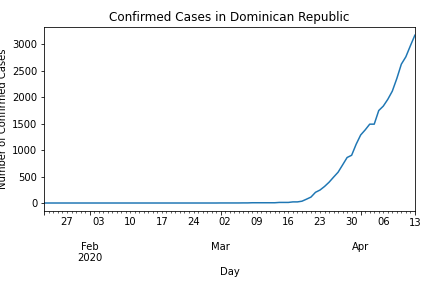 Confirmed Cases in Dominican Republic
Number of Confirmed Cases
3000
2500
2000
1500
1000
500
0
27 03 10 17 24 02 09 16 23 30 06 13
Feb Mar Apr
2020
Day